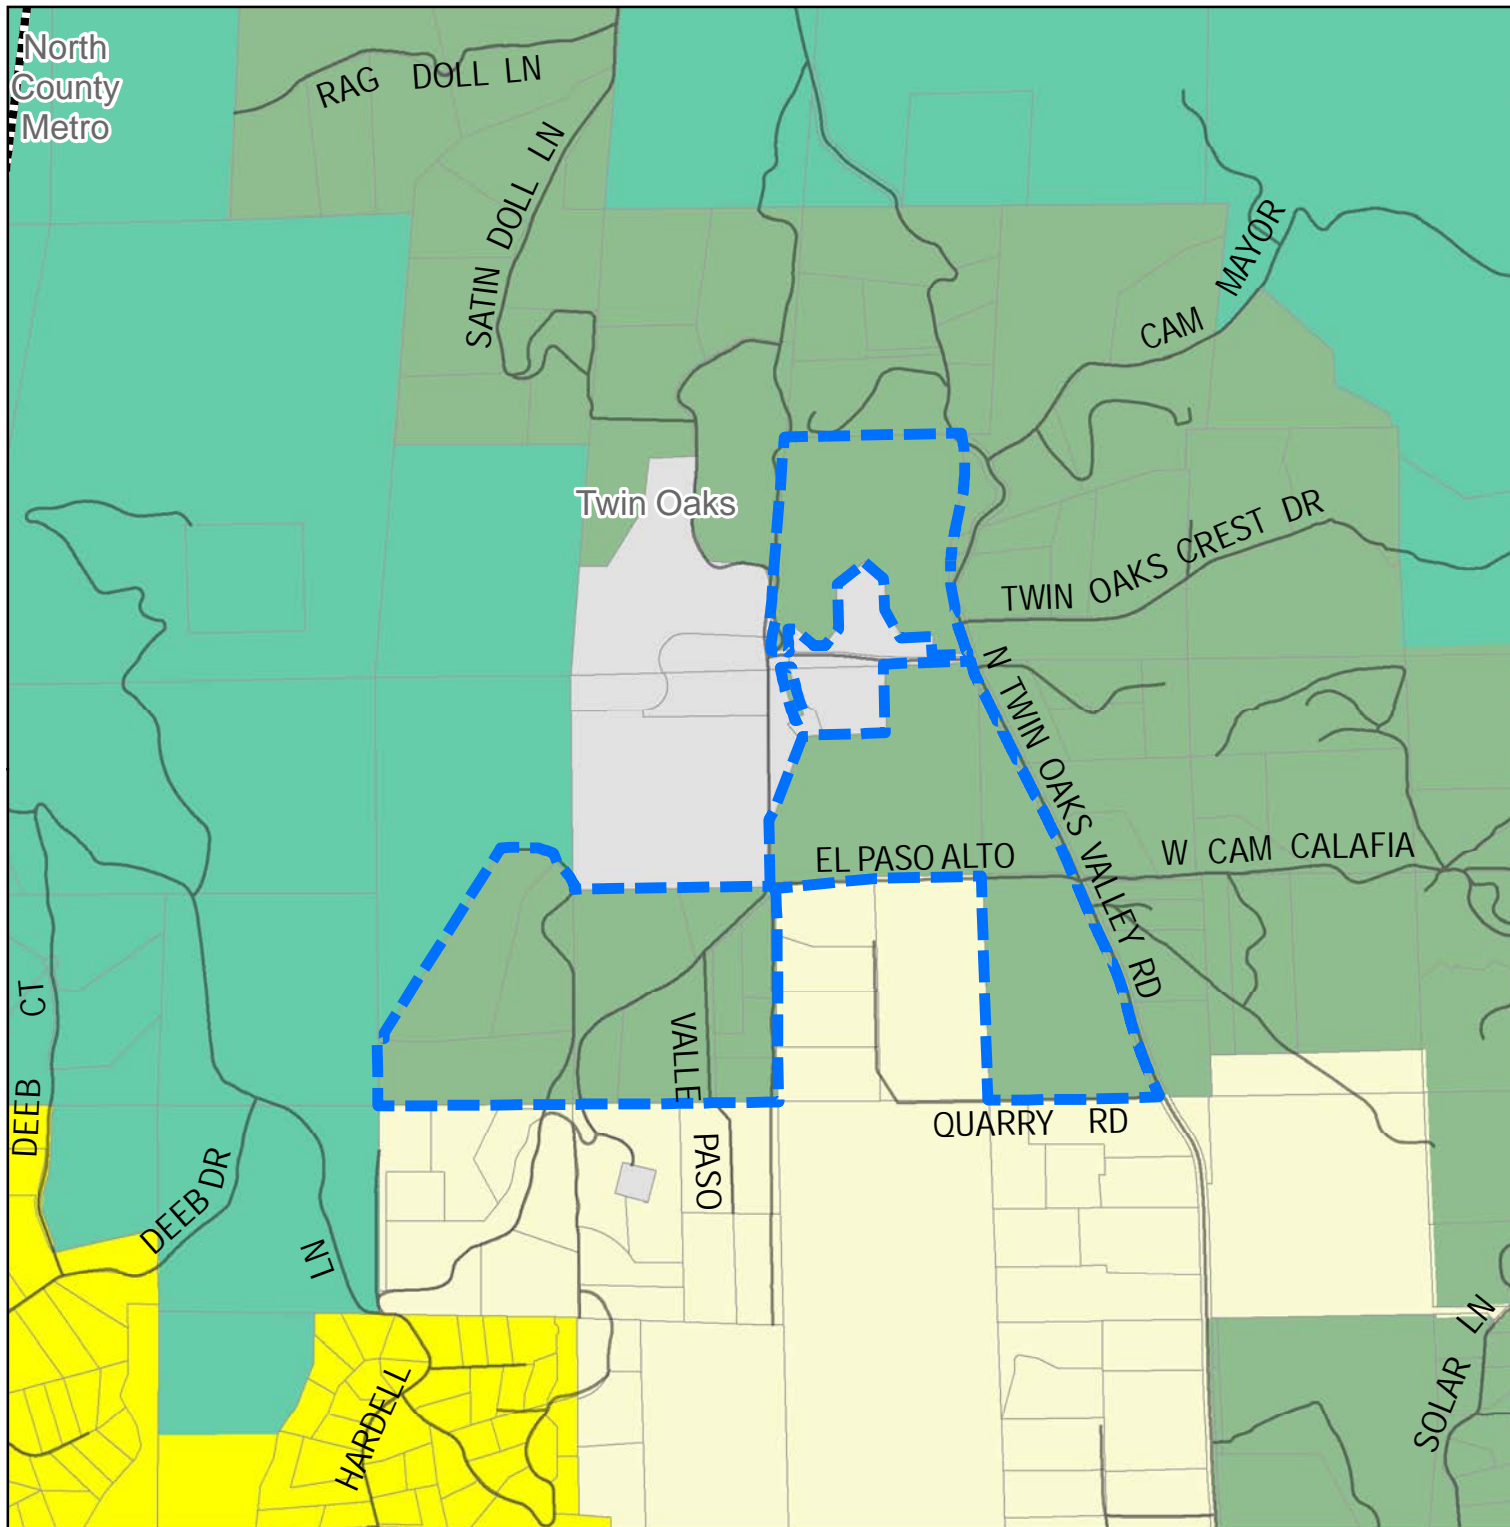 North
County
Metro
RAG DOLL LN
SATIN DOLL LN
CAM MAYOR
Twin Oaks
TWIN OAKS CREST DR
N TWIN OAKS VALLEY RD
EL PASO ALTO
W CAM CALAFIA
DEEB CT
VALLE PASO
QUARRY RD
DEEB DR
HARDELL LN
SOLAR LN